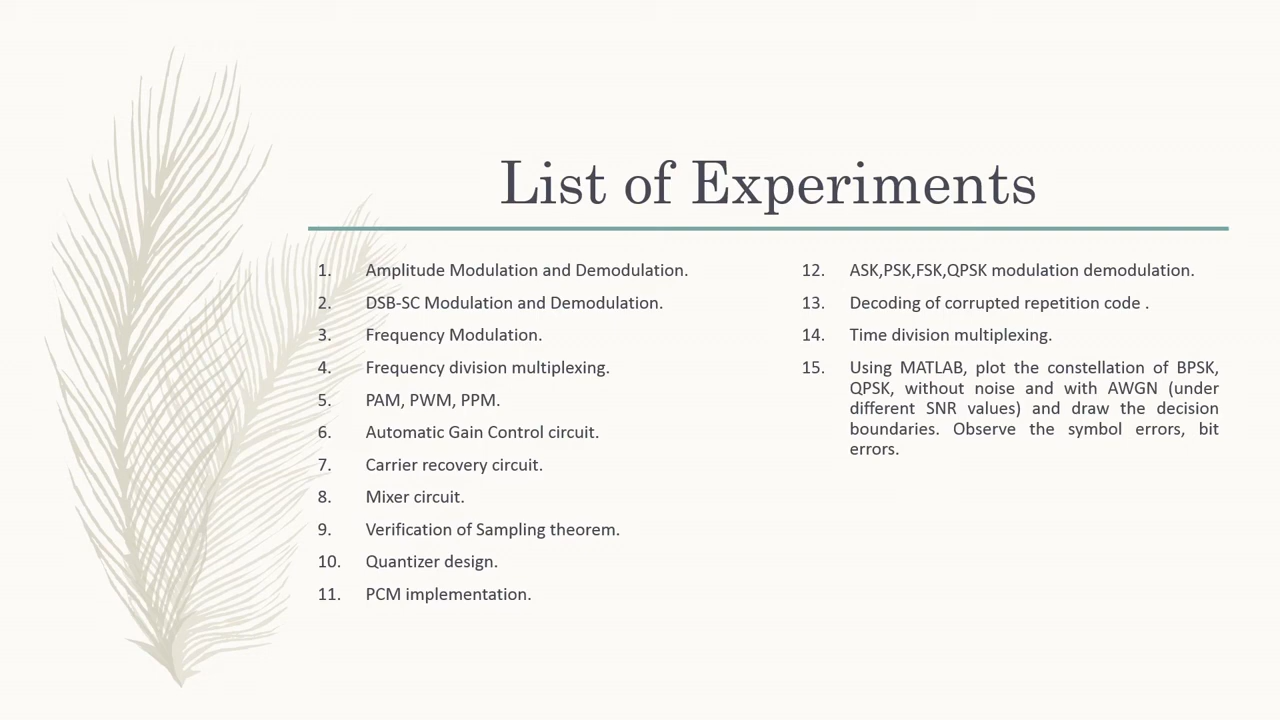 List of Experiments
1. Amplitude Modulation and Demodulation.
2. DSB-SC Modulation and Demodulation.
3. Frequency Modulation.
4. Frequency division multiplexing.
5. PAM, PWM, PPM.
6. Automatic Gain Control circuit.
7. Carrier recovery circuit.
8. Mixer circuit.
9. Verification of Sampling theorem.
10. Quantizer design.
11. PCM implementation.
12. ASK,PSK,FSK,QPSK modulation demodulation.
13. Decoding of corrupted repetition code .
14. Time division multiplexing.
15. Using MATLAB, plot the constellation of BPSK,
QPSK, without noise and with AWGN (under
different SNR values) and draw the decision
boundaries. Observe the symbol errors, bit
errors.